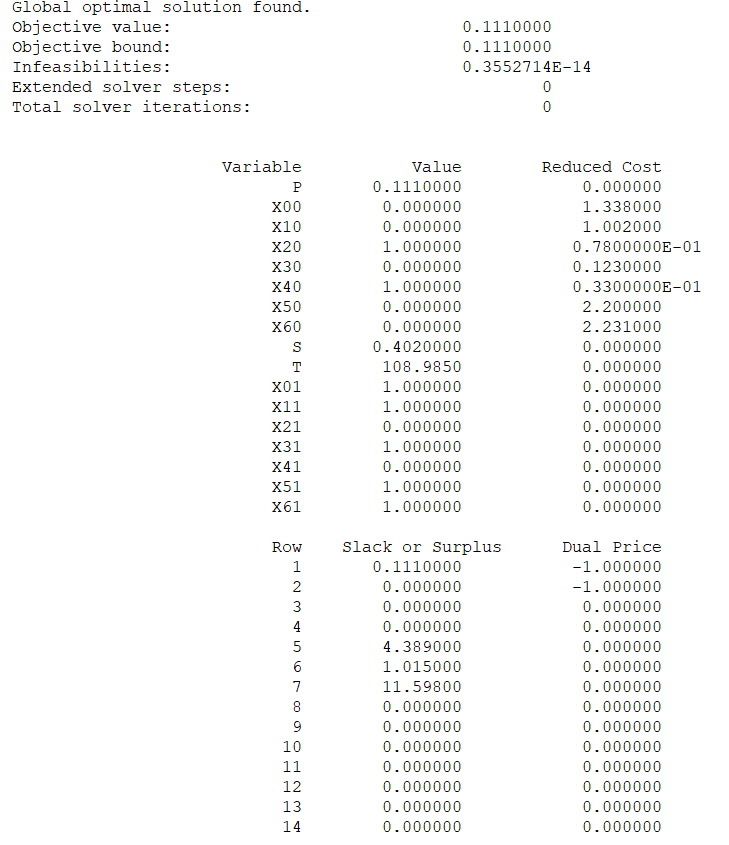 Global optimal solution found.
Objective value: 0.1110000
Objective bound: 0.1110000
Infeasibilities: 0.3552714E-14
Extended solver steps: 0
Total solver iterations: 0
Variable Value Reduced Cost
P 0.1110000 0.000000
X00 0.000000 1.338000
X10 0.000000 1.002000
X20 1.000000 0.7800000E-01
X30 0.000000 0.1230000
X40 1.000000 0.3300000E-01
X50 0.000000 2.200000
X60 0.000000 2.231000
S 0.4020000 0.000000
T 108.9850 0.000000
X01 1.000000 0.000000
X11 1.000000 0.000000
X21 0.000000 0.000000
X31 1.000000 0.000000
X41 0.000000 0.000000
X51 1.000000 0.000000
X61 1.000000 0.000000
Row Slack or Surplus Dual Price
1 0.1110000 -1.000000
2 0.000000 -1.000000
3 0.000000 0.000000
4 0.000000 0.000000
5 4.389000 0.000000
6 1.015000 0.000000
7 11.59800 0.000000
8 0.000000 0.000000
9 0.000000 0.000000
10 0.000000 0.000000
11 0.000000 0.000000
12 0.000000 0.000000
13 0.000000 0.000000
14 0.000000 0.000000